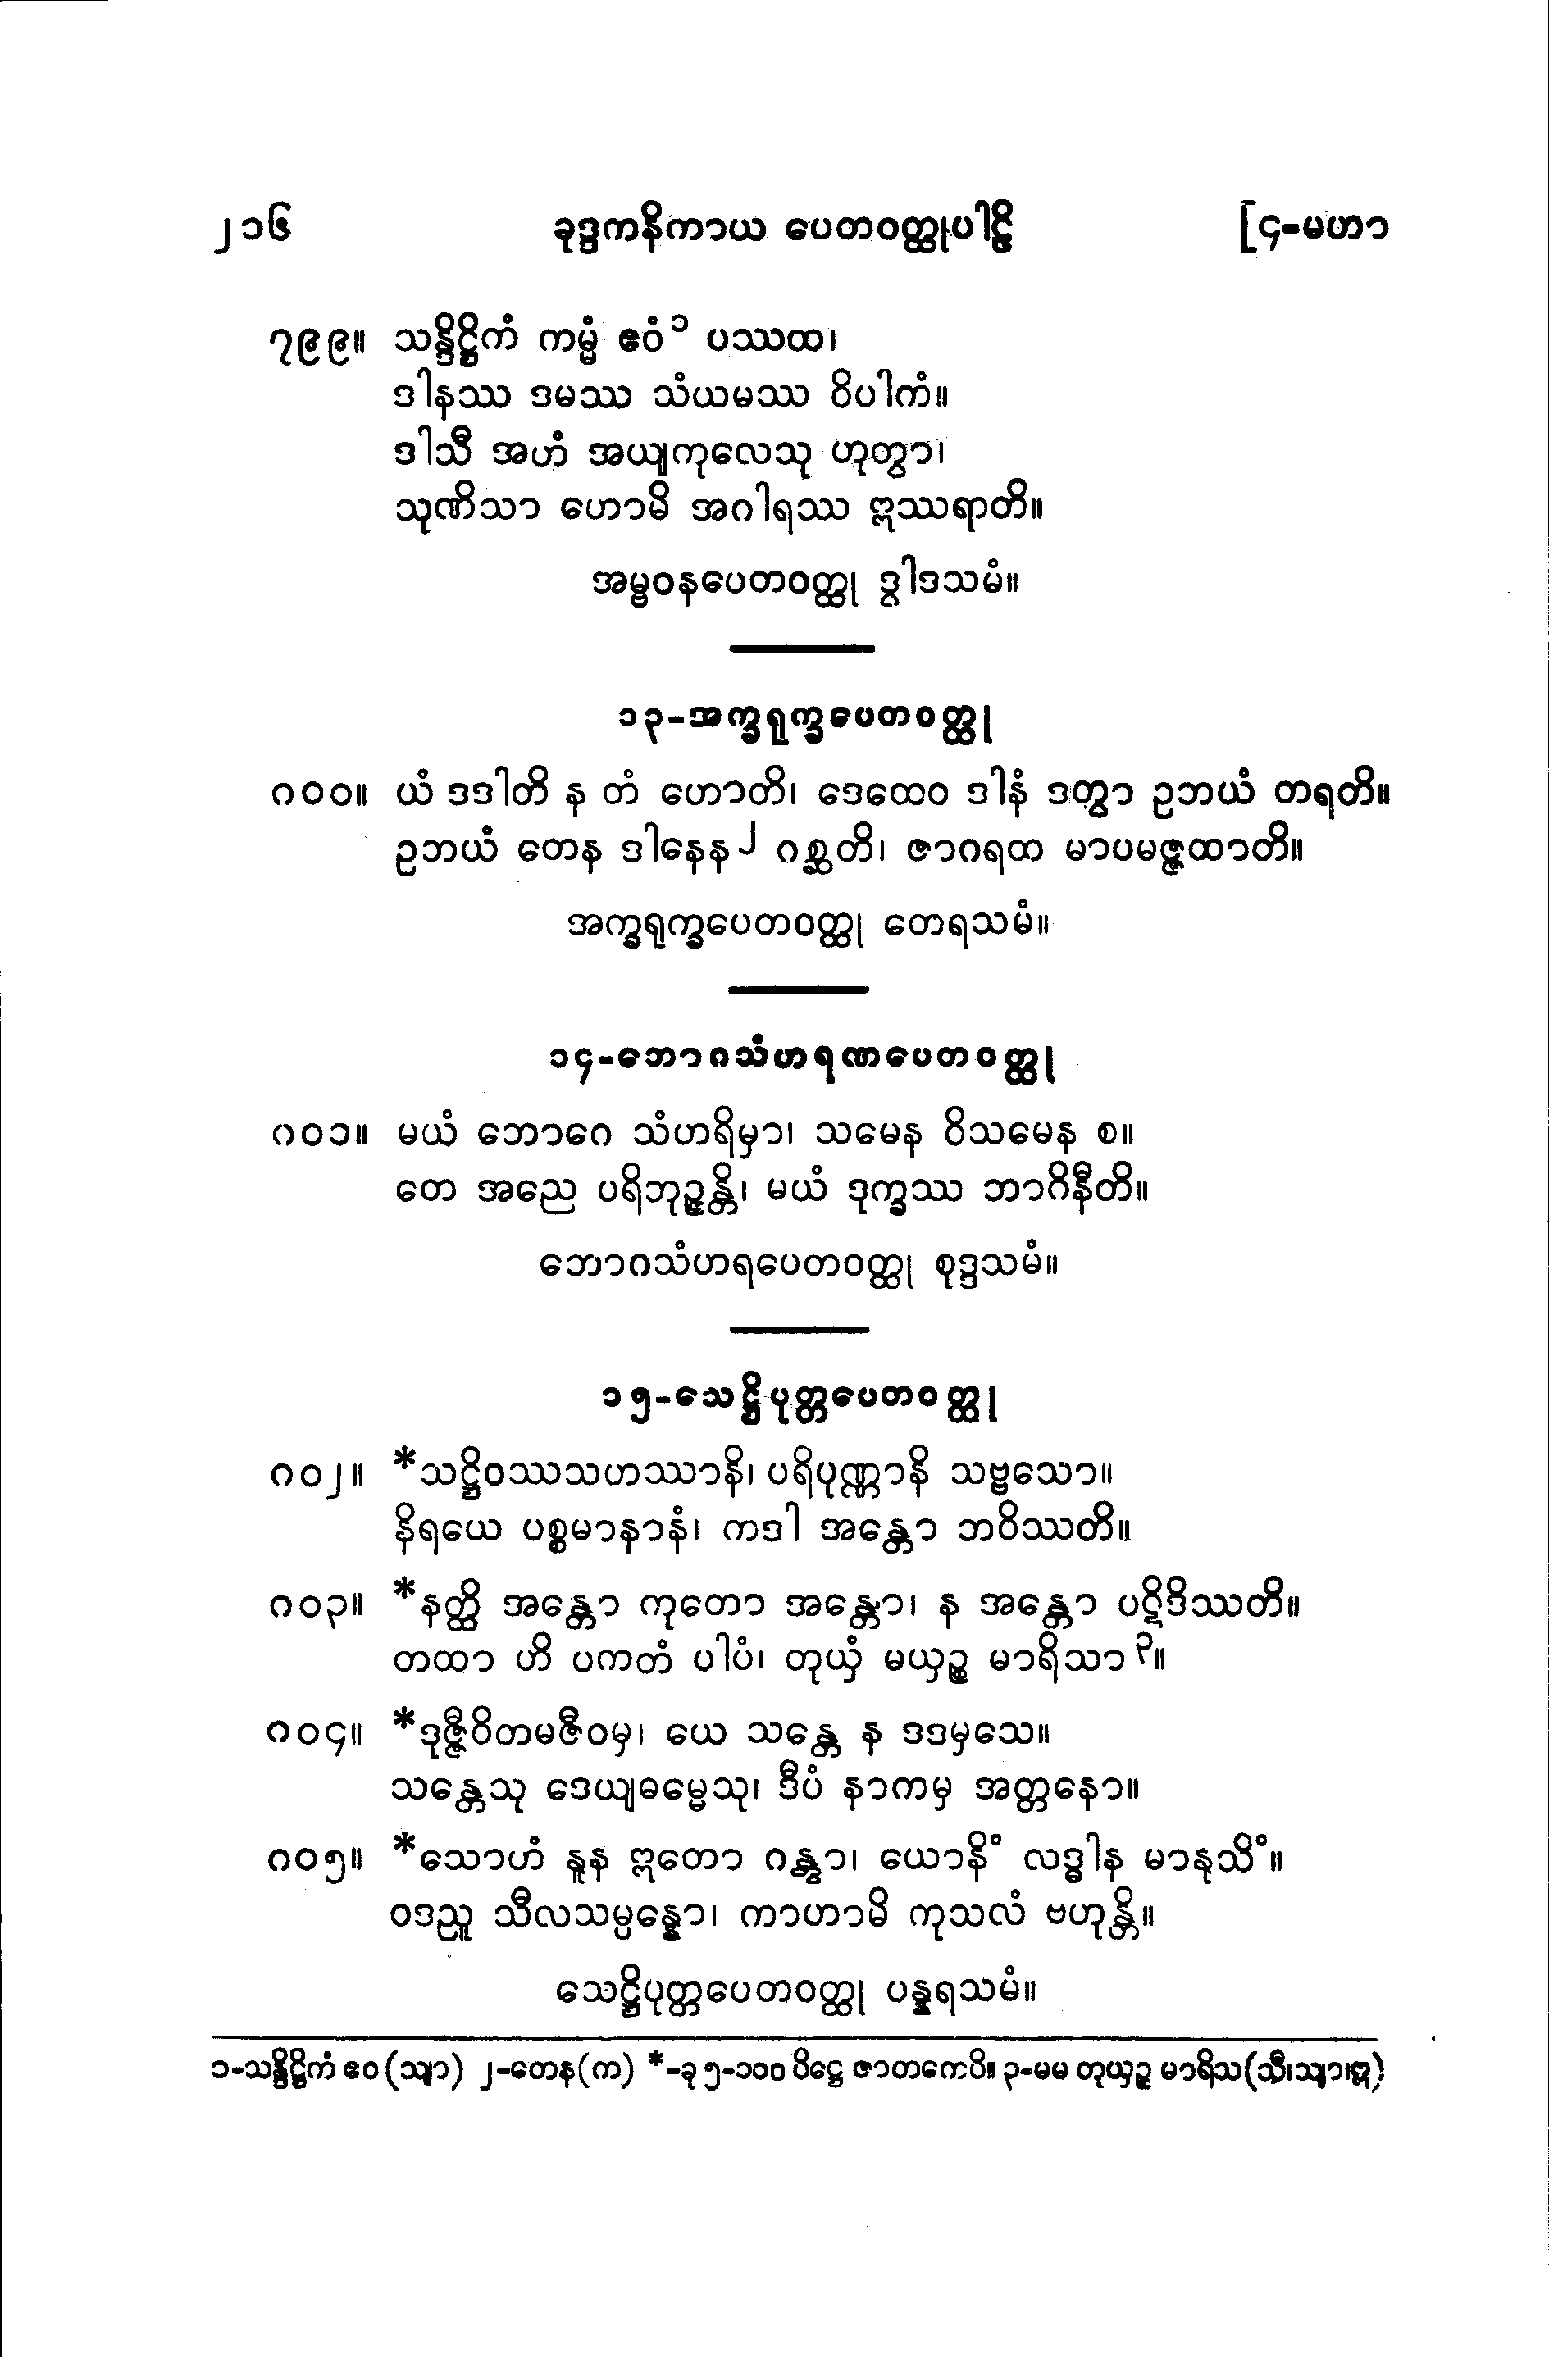 ၂၁၆ ခုဒ္ဒကနိကာယ ပေတဝတ္ထုပါဠိ [၄-မဟာ
၇၉၉။ သန္ဒိဋ္ဌိကံ ကမ္မံ ဧဝံ၁ ပဿထ၊
ဒါနဿ ဒမဿ သံယမဿ ဝိပါကံ။
ဒါသီ အဟံ အယျကုလေသု ဟုတွာ၊
သုဏိသာ ဟောမိ အဂါရဿ ဣဿရာတိ။
အမ္ဗဝနပေတဝတ္ထု ဒွါဒသမံ။
၁၃-အက္ခရုက္ခပေတဝတ္ထု
၈၀၀။ ယံ ဒဒါတိ န တံ ဟောတိ၊ ဒေထေဝ ဒါနံ ဒတွာ ဥဘယံ တရတိ။
ဥဘယံ တေန ဒါနေန၂ ဂစ္ဆတိ၊ ဇာဂရထ မာပမဇ္ဇထာတိ။
အက္ခရုက္ခပေတဝတ္ထု တေရသမံ။
၁၄-ဘောဂသံဟရဏပေတဝတ္ထု
၈၀၁။ မယံ ဘောဂေ သံဟရိမှာ၊ သမေန ဝိသမေန စ။
တေ အညေ ပရိဘုဉ္ဇန္တိ၊ မယံ ဒုက္ခဿ ဘာဂိနီတိ။
ဘောဂသံဟရပေတဝတ္ထု စုဒ္ဒသမံ။
၁၅-သေဋ္ဌိပုတ္တပေတဝတ္ထု
၈၀၂။ *သဋ္ဌိဝဿသဟဿာနိ၊ ပရိပုဏ္ဏာနိ သဗ္ဗသော။
နိရယေ ပစ္စမာနာနံ၊ ကဒါ အန္တော ဘဝိဿတိ။
၈၀၃။ *နတ္ထိ အန္တော ကုတော အန္တော၊ န အန္တော ပဋိဒိဿတိ။
တထာ ဟိ ပကတံ ပါပံ၊ တုယှံ မယှဉ္စ မာရိသာ၃။
၈၀၄။ *ဒုဇ္ဇီဝိတမဇီဝမှ၊ ယေ သန္တေ န ဒဒမှသေ။
သန္တေသု ဒေယျဓမ္မေသု၊ ဒီပံ နာကမှ အတ္တနော။
၈၀၅။ *သောဟံ နူန ဣတော ဂန္တွာ၊ ယောနိံ လဒ္ဓါန မာနုသိံ။
ဝဒညူ သီလသမ္ပန္နော၊ ကာဟာမိ ကုသလံ ဗဟုန္တိ။
သေဋ္ဌိပုတ္တပေတဝတ္ထု ပန္နရသမံ။
၁-သန္ဒိဋ္ဌိကံ ဧဝ (သျာ) ၂-တေန(က) *-ခု ၅-၁၀၀ ပိဋ္ဌေ ဇာတကေပိ။ ၃-မမ တုယှဉ္စ မာရိသ(သီ၊သျာ၊ဣ)